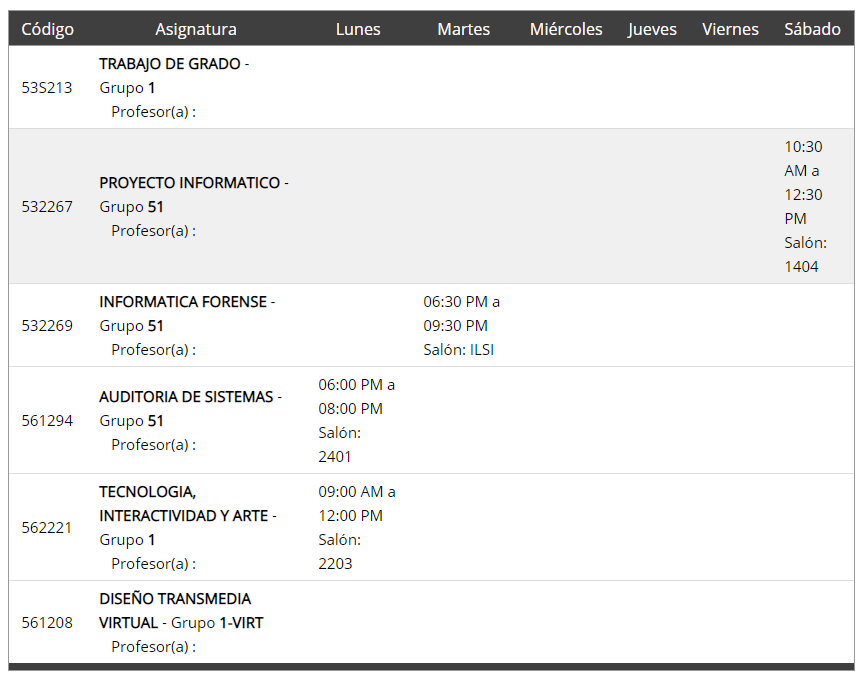 Código Asignatura Lunes Martes Miércoles Jueves Viernes Sábado
53S213
TRABAJO DE GRADO -
Grupo 1
Profesor(a) :
532267
PROYECTO INFORMATICO -
Grupo 51
Profesor(a) :
10:30
AM a
12:30
PM
Salón:
1404
532269
INFORMATICA FORENSE -
Grupo 51
Profesor(a) :
06:30 PM a
09:30 PM
Salón: ILSI
561294
AUDITORIA DE SISTEMAS -
Grupo 51
Profesor(a) :
06:00 PM a
08:00 PM
Salón:
2401
562221
TECNOLOGIA,
INTERACTIVIDAD Y ARTE -
Grupo 1
Profesor(a) :
09:00 AM a
12:00 PM
Salón:
2203
561208
DISEÑO TRANSMEDIA
VIRTUAL - Grupo 1-VIRT
Profesor(a) :